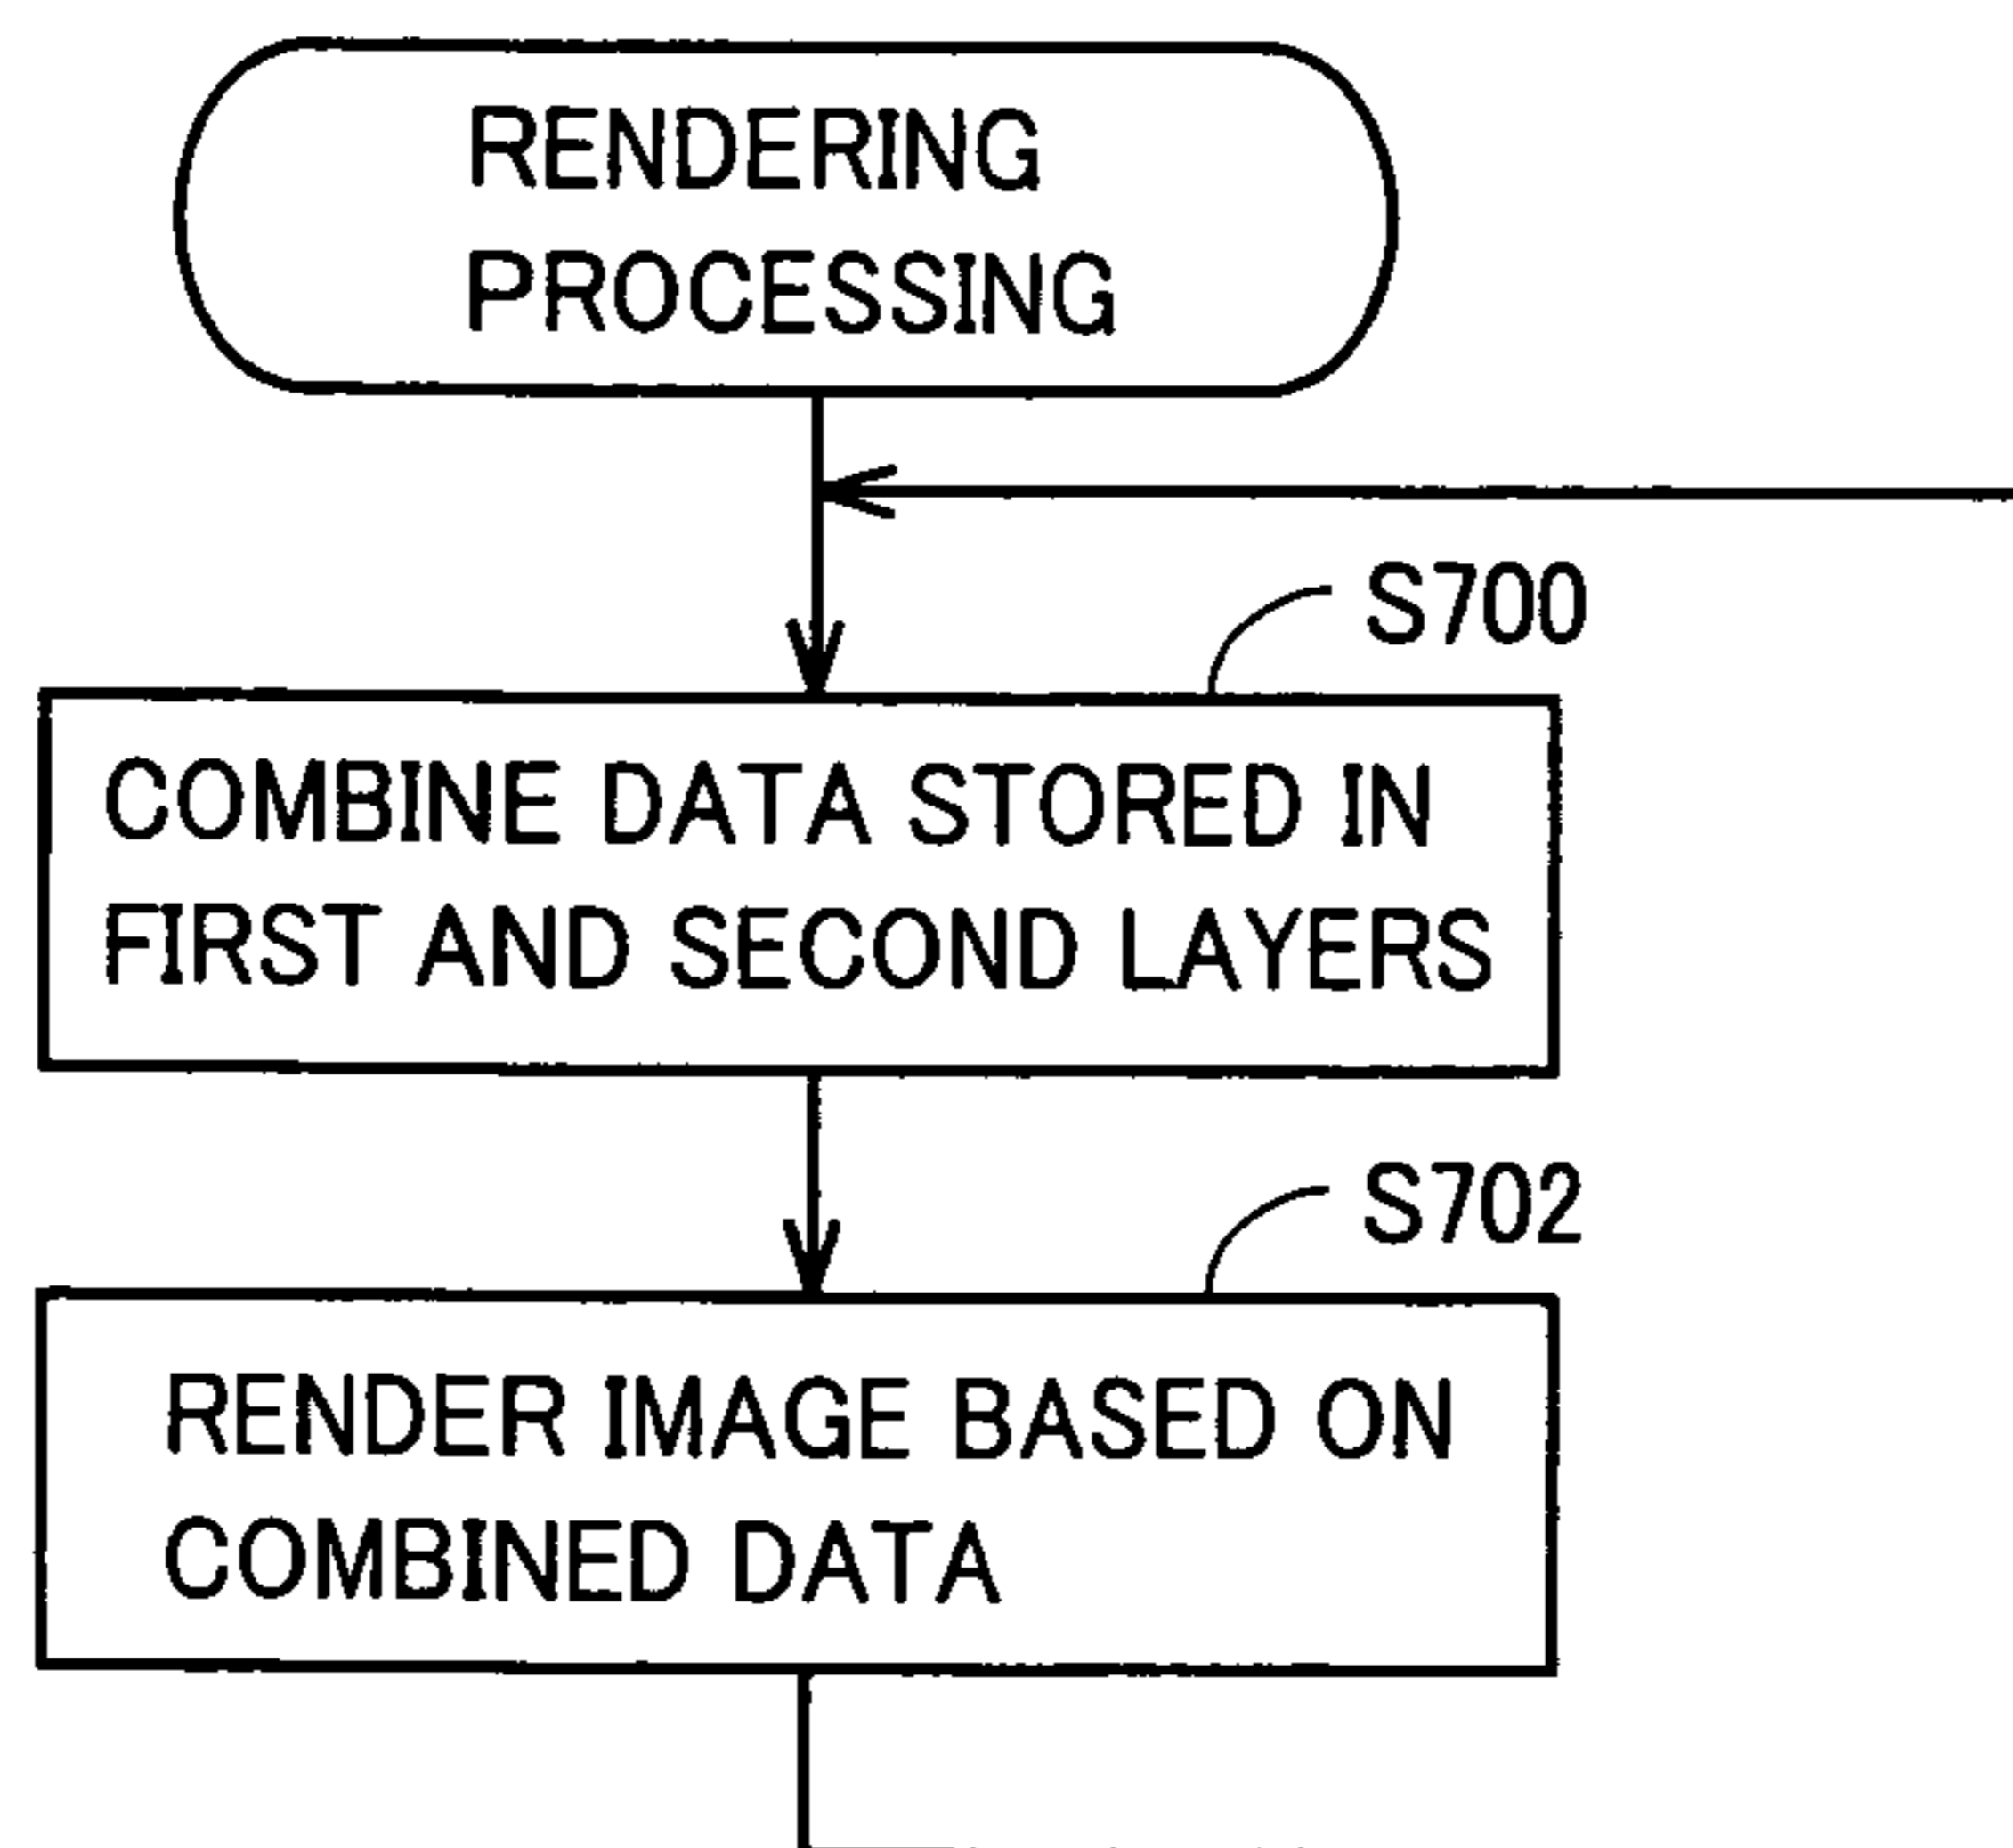 RENDERING
PROCESSING
S700
COMBINE DATA STORED IN
FIRST AND SECOND LAYERS
S702
RENDER IMAGE BASED ON
COMBINED DATA